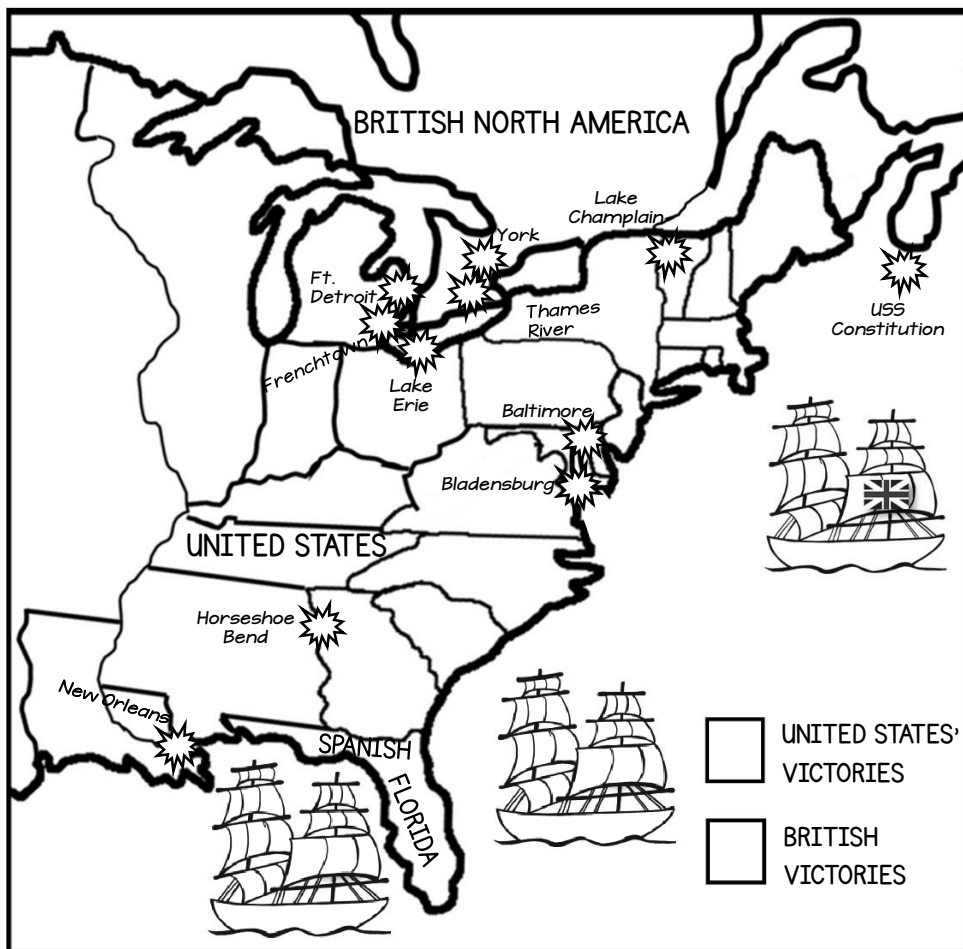 BRITISH NORTH AMERICA
Lake
Champlain
York
Ft.
Detroit
Thames
River
USS
Constitution
Frenchtown
Lake
Erie
Baltimore
Bladensburg
UNITED STATES
Horseshoe
Bend
New Orleans
SPANISH
FLORIDA
UNITED STATES'
VICTORIES
BRITISH
VICTORIES